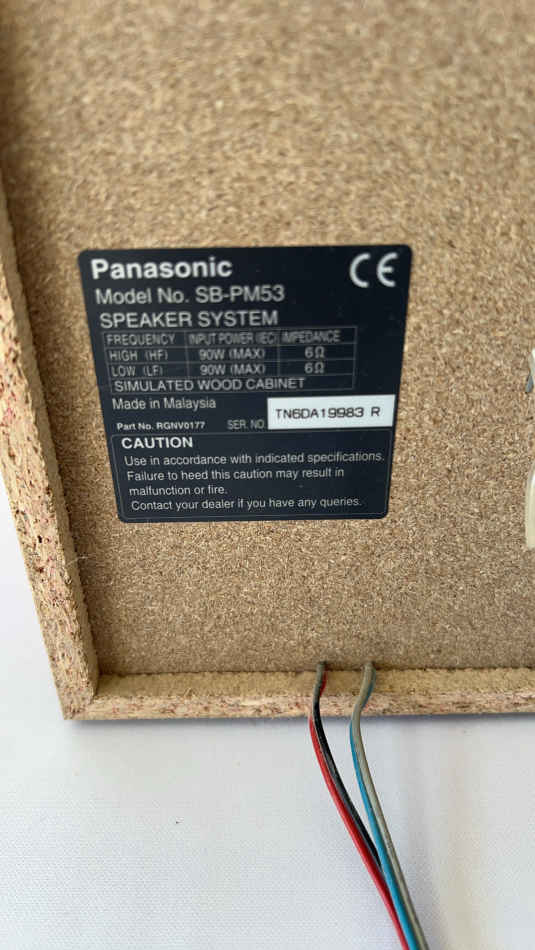 Panasonic CE
Model No. SB-PM53
SPEAKER SYSTEM
FREQUENCY INPUT POWER (IEC) IMPEDANCE
HIGH (HF) 90W (MAX) 6Ω
LOW (LF) 90W (MAX) 6Ω
SIMULATED WOOD CABINET
Made in Malaysia
Part No. RGNV0177 SER. NO. TN6DA19983 R
CAUTION
Use in accordance with indicated specifications.
Failure to heed this caution may result in
malfunction or fire.
Contact your dealer if you have any queries.